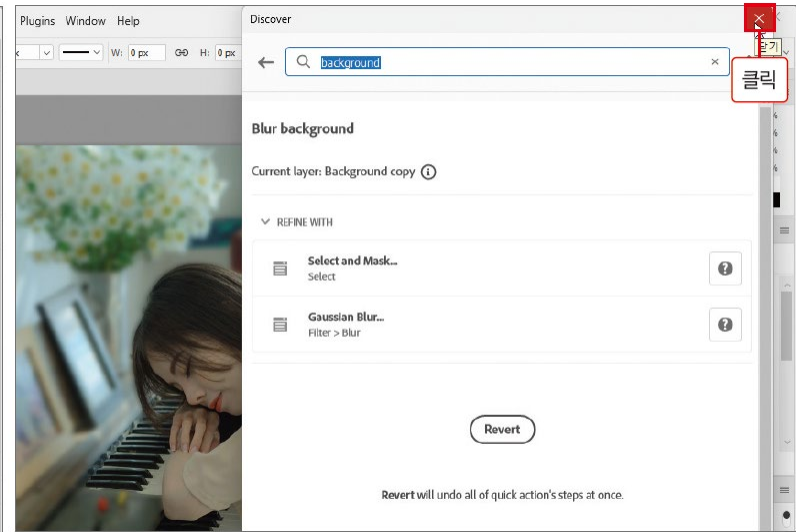 Plugins Window Help
W: 0 px
H: 0 px
Discover
background
닫기
클릭
Blur background
Current layer: Background copy
REFINE WITH
Select and Mask...
Select
Gaussian Blur...
Filter > Blur
Revert
Revert will undo all of quick action's steps at once.